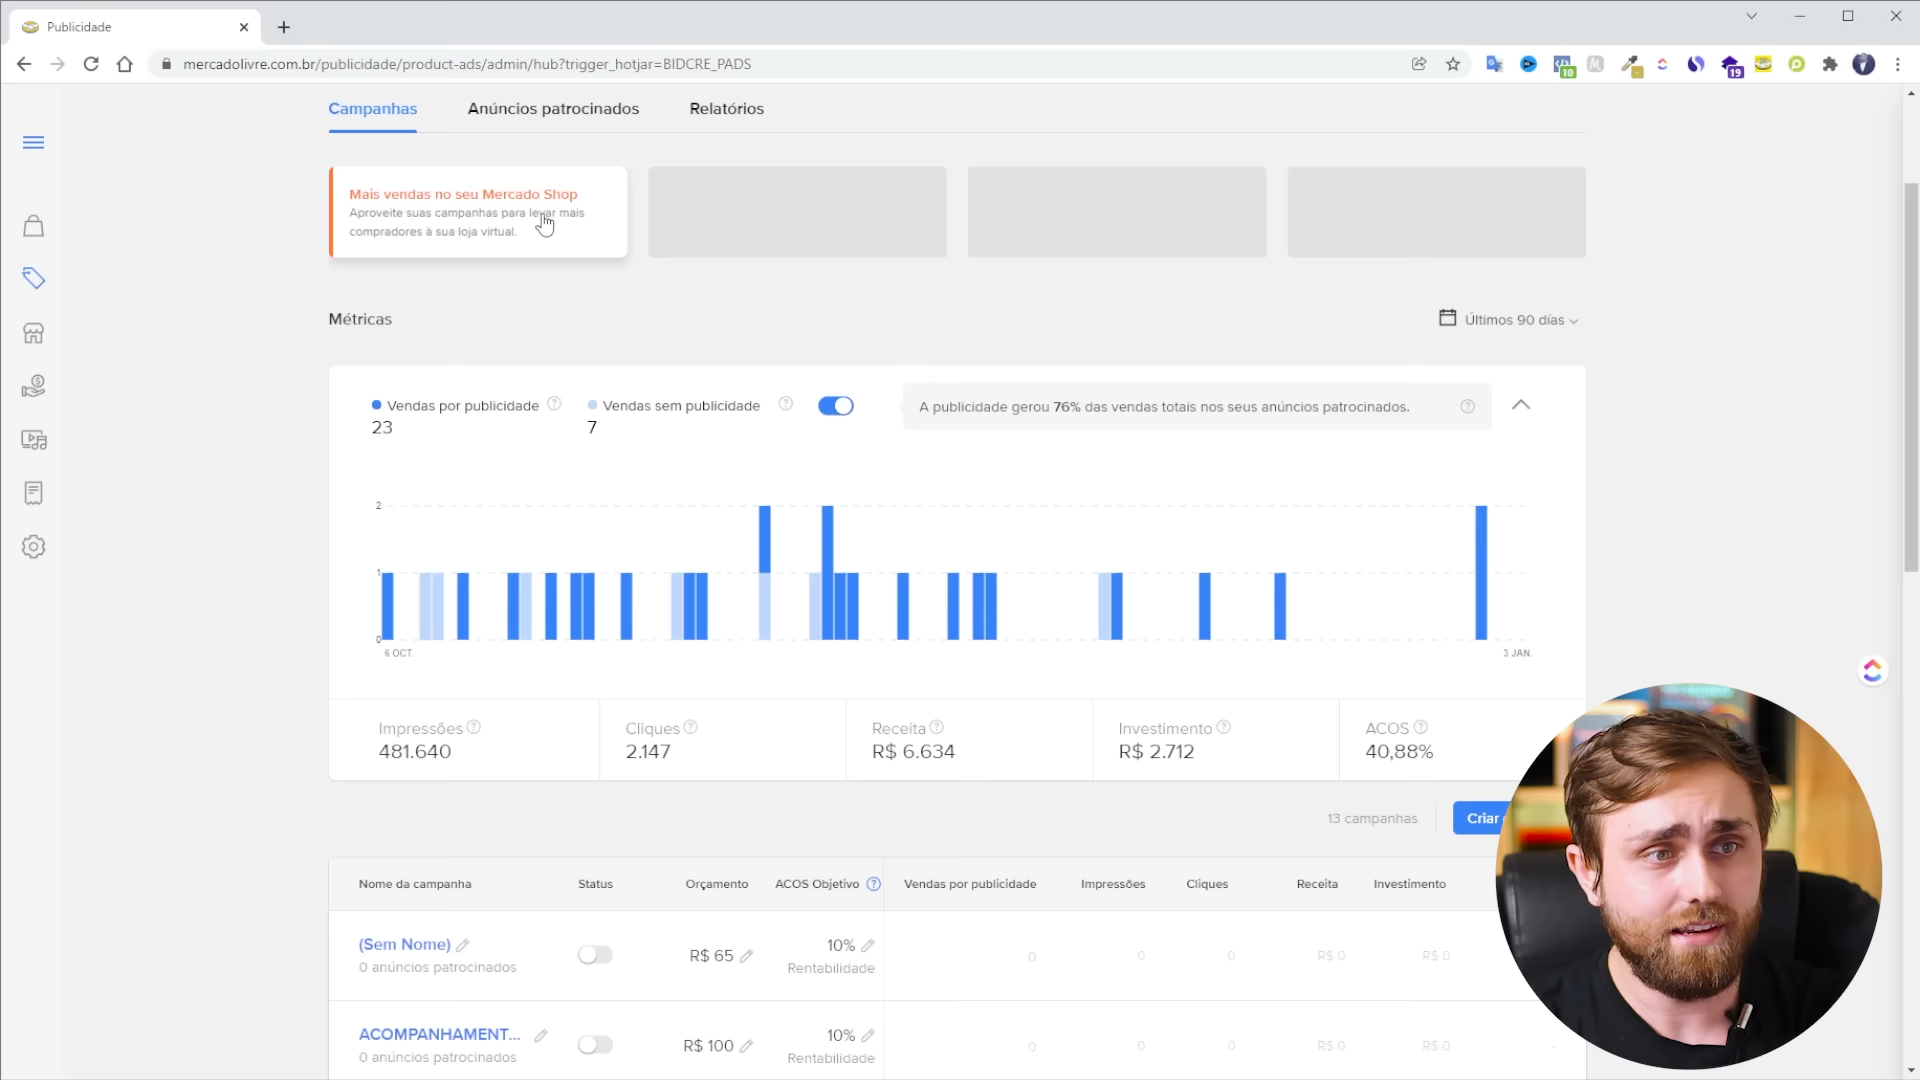 Publicidade
mercadolivre.com.br/publicidade/product-ads/admin/hub?trigger_hotjar=BIDCRE_PADS
10
19
Campanhas
Anúncios patrocinados
Relatórios
Mais vendas no seu Mercado Shop
Aproveite suas campanhas para levar mais
compradores à sua loja virtual.
Métricas
Últimos 90 días
Vendas por publicidade
23
Vendas sem publicidade
7
A publicidade gerou 76% das vendas totais nos seus anúncios patrocinados.
2
1
0
6 OCT.
3 JAN.
Impressões
481.640
Cliques
2.147
Receita
R$ 6.634
Investimento
R$ 2.712
ACOS
40,88%
13 campanhas
Criar
Nome da campanha
Status
Orçamento
ACOS Objetivo
Vendas por publicidade
Impressões
Cliques
Receita
Investimento
(Sem Nome)
0 anúncios patrocinados
R$ 65
10%
Rentabilidade
0
0
0
R$ 0
R$ 0
ACOMPANHAMENT...
0 anúncios patrocinados
R$ 100
10%
Rentabilidade
0
0
0
R$ 0
R$ 0
-